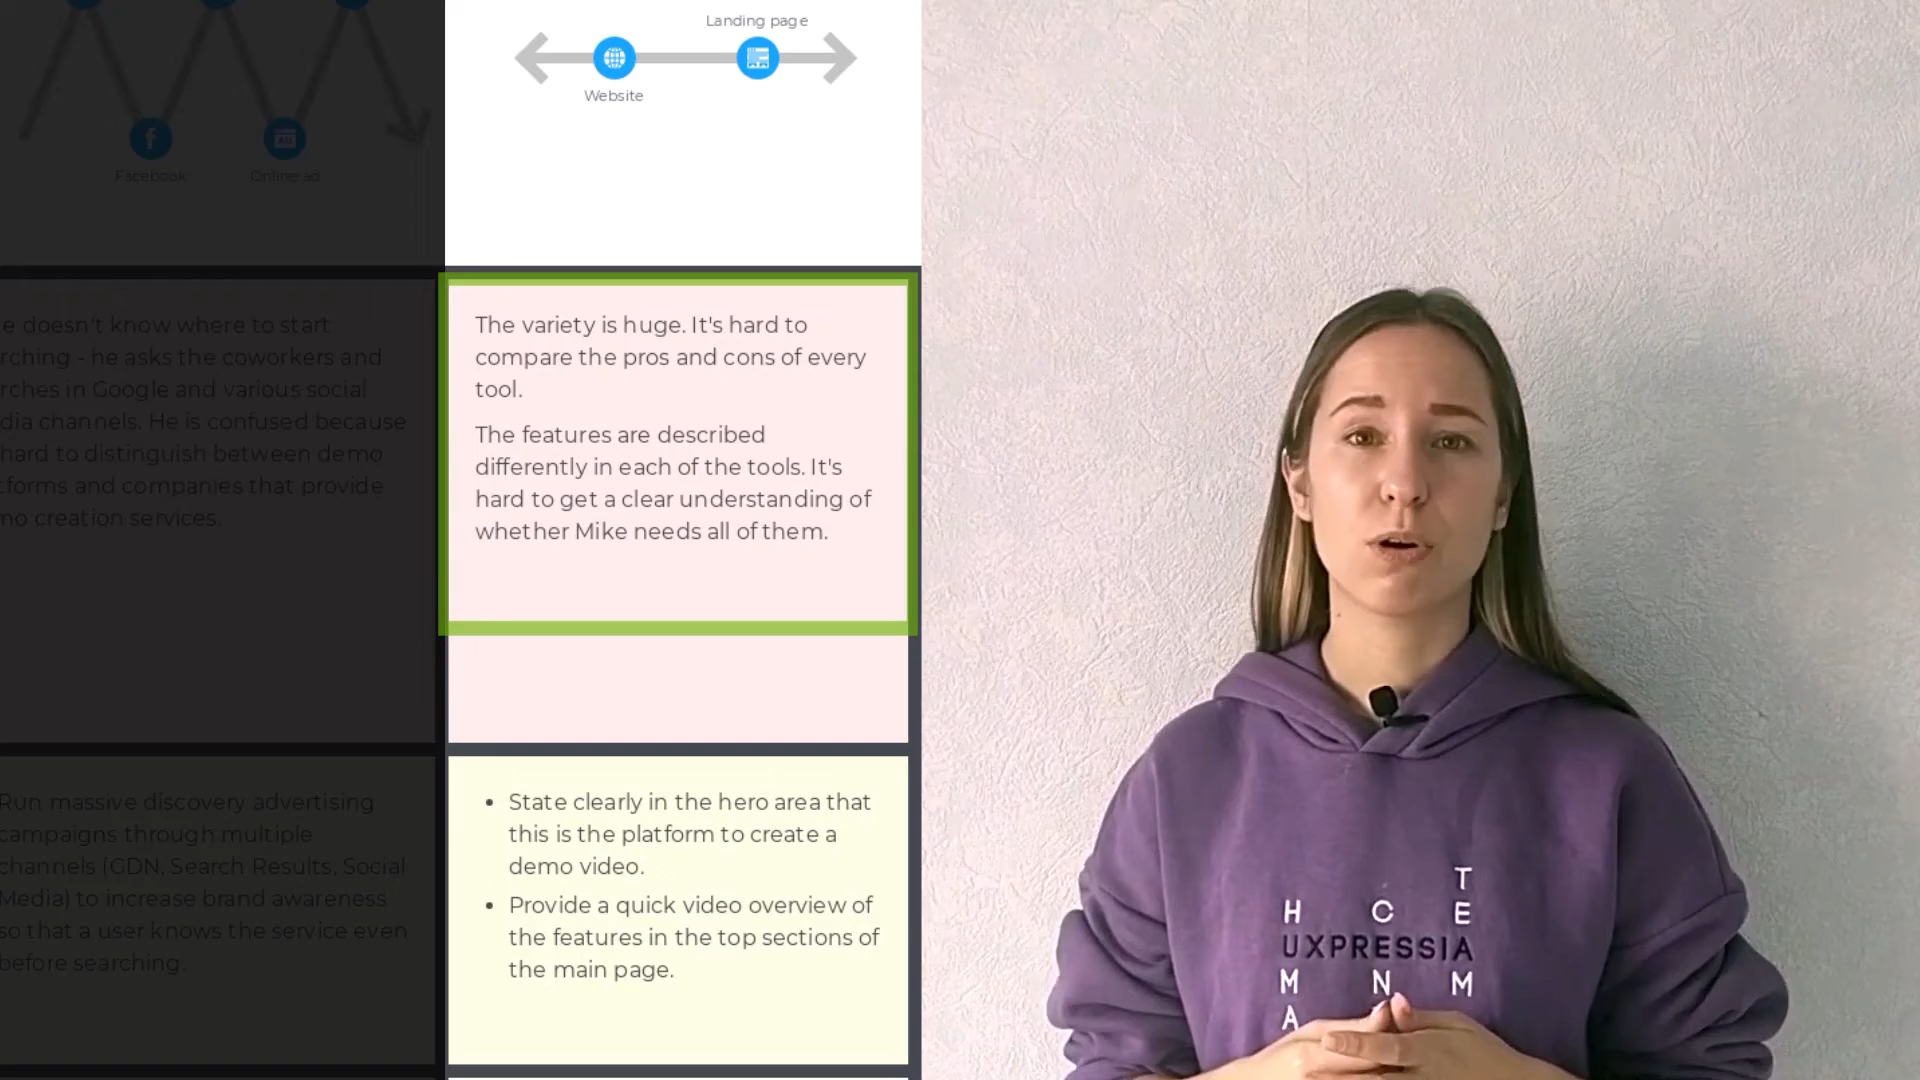 Facebook
Online ad
Landing page
Website
e doesn't know where to start
rching - he asks the coworkers and
rches in Google and various social
dia channels. He is confused because
hard to distinguish between demo
forms and companies that provide
mo creation services.
The variety is huge. It's hard to
compare the pros and cons of every
tool.
The features are described
differently in each of the tools. It's
hard to get a clear understanding of
whether Mike needs all of them.
Run massive discovery advertising
campaigns through multiple
channels (GDN, Search Results, Social
Media) to increase brand awareness
so that a user knows the service even
before searching.
• State clearly in the hero area that
this is the platform to create a
demo video.
• Provide a quick video overview of
the features in the top sections of
the main page.
T
H C E
UXPRESSIA
M N M
A